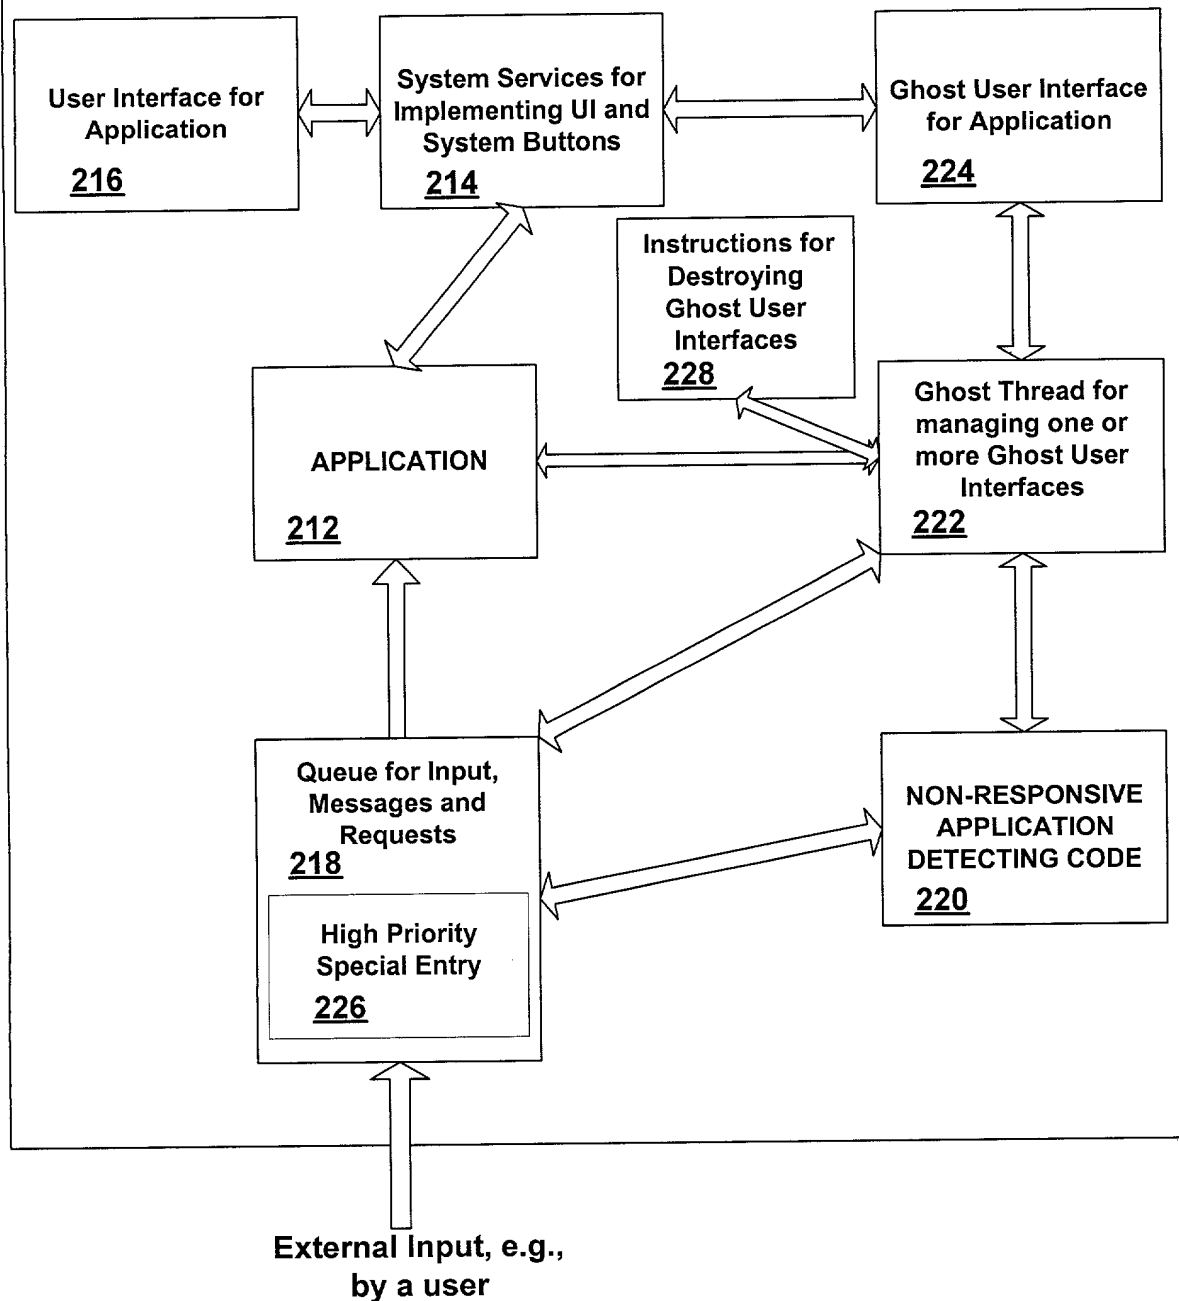 User Interface for
Application
216
System Services for
Implementing UI and
System Buttons
214
Ghost User Interface
for Application
224
Instructions for
Destroying
Ghost User
Interfaces
228
APPLICATION
212
Ghost Thread for
managing one or
more Ghost User
Interfaces
222
Queue for Input,
Messages and
Requests
218
High Priority
Special Entry
226
NON-RESPONSIVE
APPLICATION
DETECTING CODE
220
External Input, e.g.,
by a user